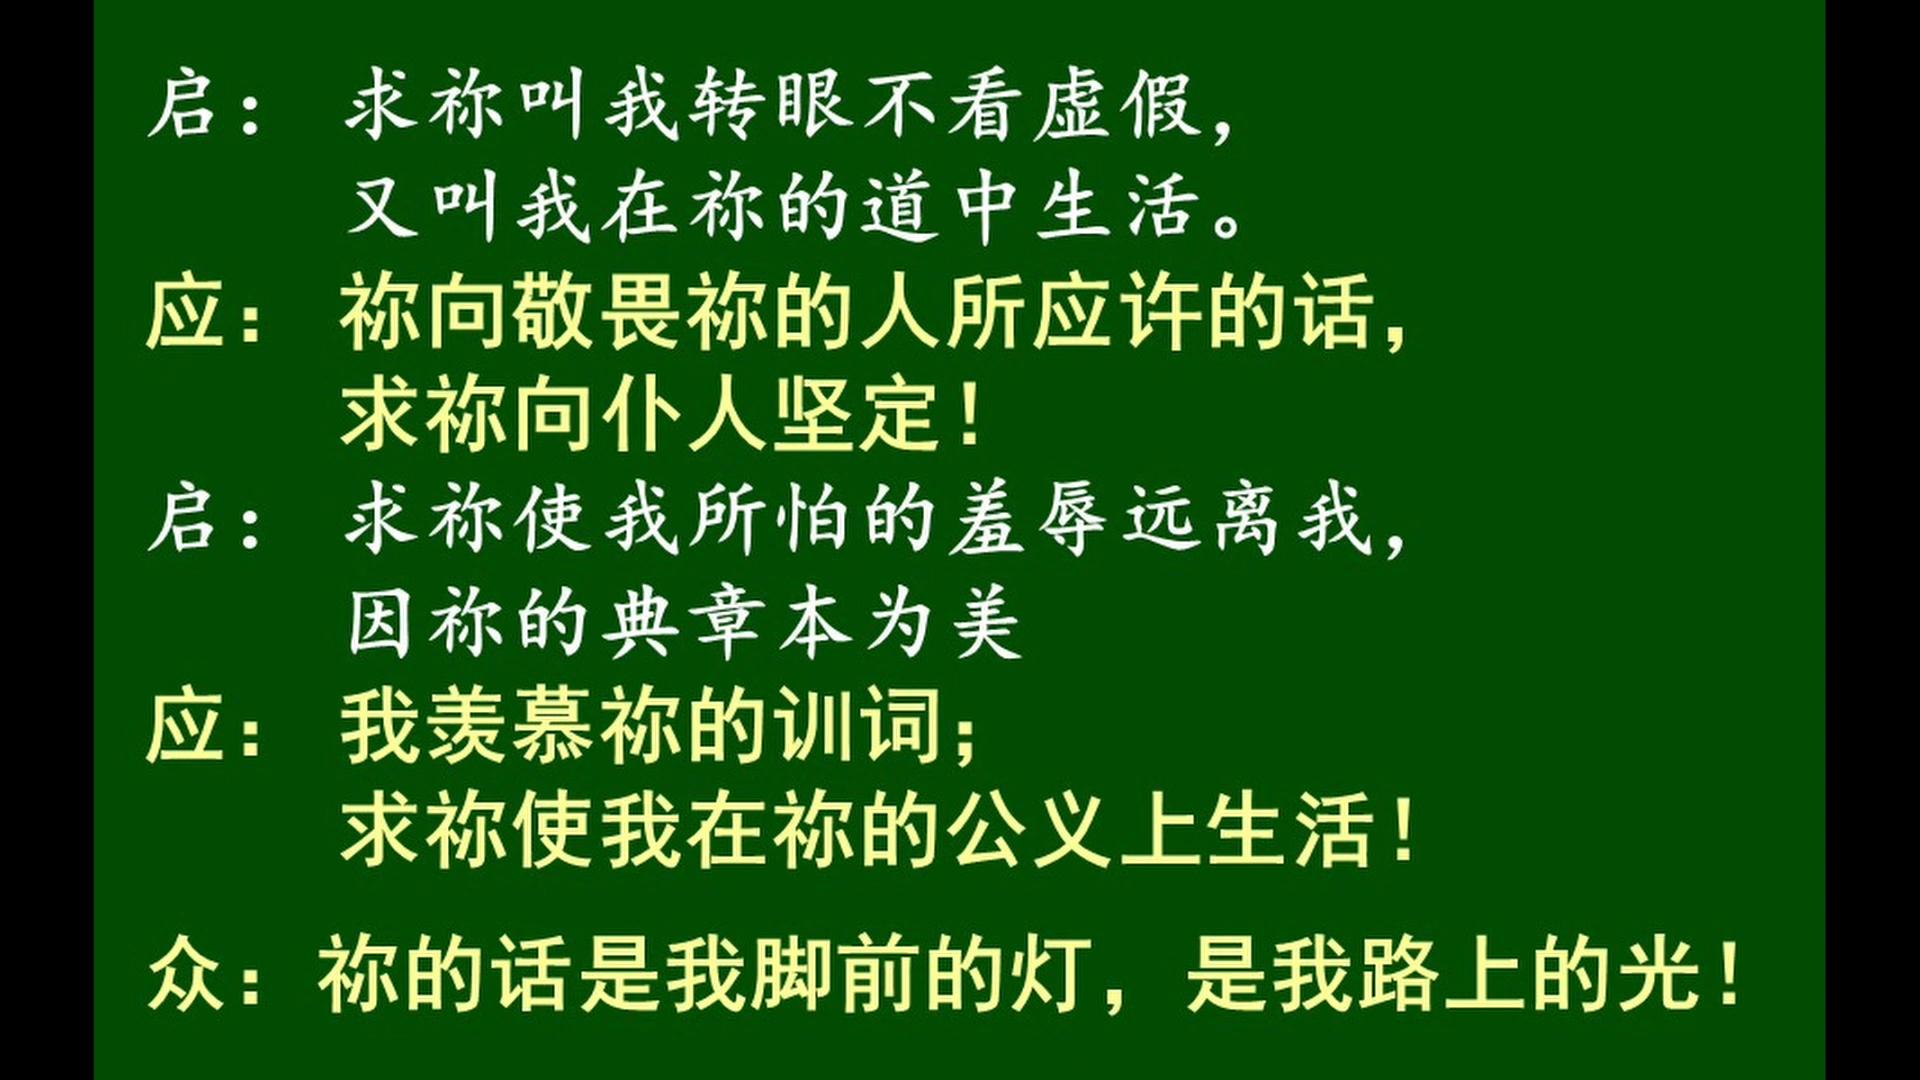 启： 求祢叫我转眼不看虚假，
又叫我在祢的道中生活。
应： 祢向敬畏祢的人所应许的话，
求祢向仆人坚定！
启： 求祢使我所怕的羞辱远离我，
因祢的典章本为美
应： 我羡慕祢的训词；
求祢使我在祢的公义上生活！
众：祢的话是我脚前的灯，是我路上的光！